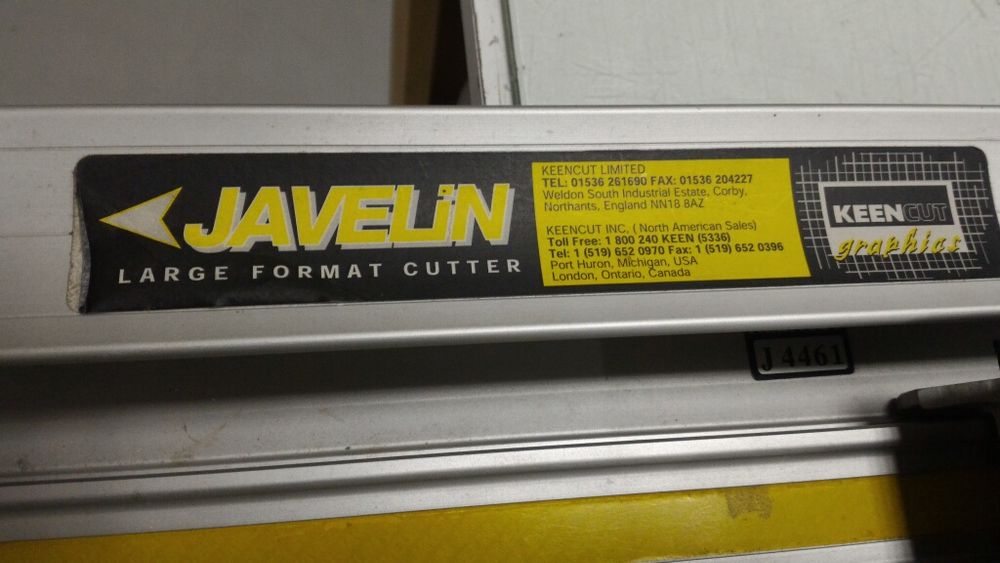 JAVELiN
LARGE FORMAT CUTTER
KEENCUT LIMITED
TEL: 01536 261690 FAX: 01536 204227
Weldon South Industrial Estate, Corby,
Northants, England NN18 8AZ
KEENCUT INC, ( North American Sales)
Toll Free: 1 800 240 KEEN (5336)
Tel: 1 (519) 652 0970 Fax: 1 (519) 652 0396
Port Huron, Michigan, USA
London, Ontario, Canada
KEENCUT
graphics
J 4461